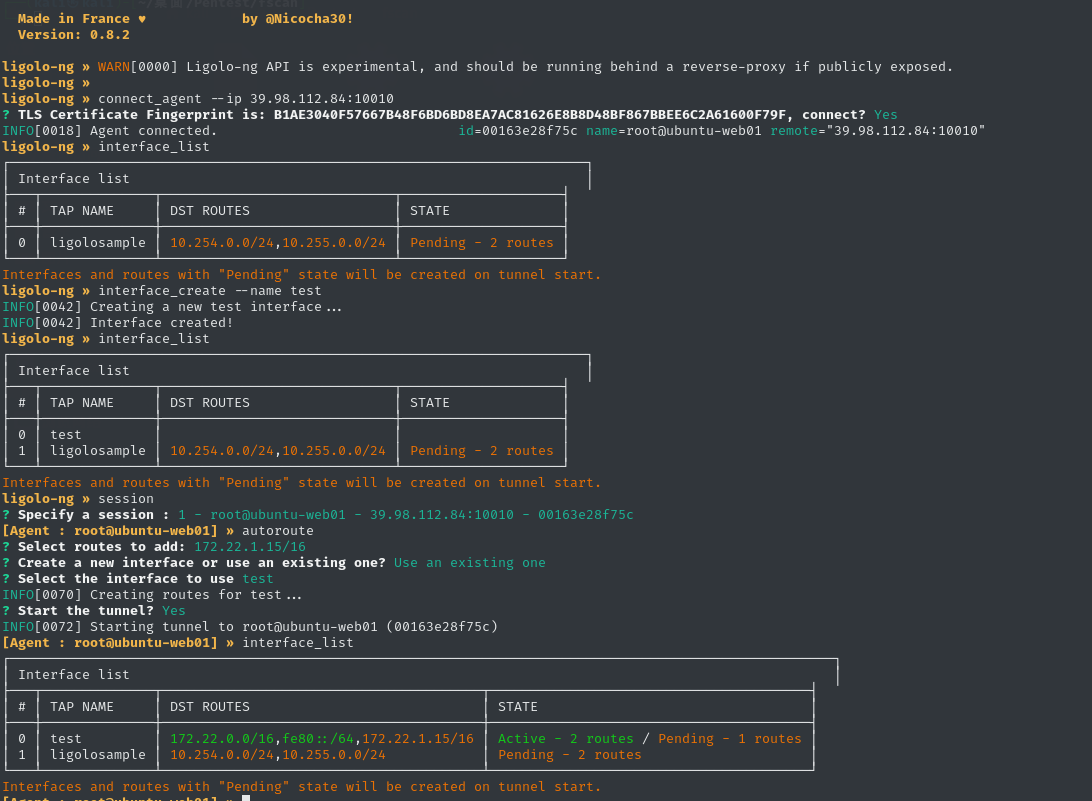 Made in France ♥ by @Nicocha30!
Version: 0.8.2
ligolo-ng » WARN[0000] Ligolo-ng API is experimental, and should be running behind a reverse-proxy if publicly exposed.
ligolo-ng »
ligolo-ng » connect_agent --ip 39.98.112.84:10010
? TLS Certificate Fingerprint is: B1AE3040F57667B48F6BD6BD8EA7AC81626E8B8D48BF867BBEE6C2A61600F79F, connect? Yes
INFO[0018] Agent connected. id=00163e28f75c name=root@ubuntu-web01 remote="39.98.112.84:10010"
ligolo-ng » interface_list
Interface list
# TAP NAME DST ROUTES STATE
0 ligolosample 10.254.0.0/24,10.255.0.0/24 Pending - 2 routes
Interfaces and routes with "Pending" state will be created on tunnel start.
ligolo-ng » interface_create --name test
INFO[0042] Creating a new test interface...
INFO[0042] Interface created!
ligolo-ng » interface_list
Interface list
# TAP NAME DST ROUTES STATE
0 test
1 ligolosample 10.254.0.0/24,10.255.0.0/24 Pending - 2 routes
Interfaces and routes with "Pending" state will be created on tunnel start.
ligolo-ng » session
? Specify a session : 1 - root@ubuntu-web01 - 39.98.112.84:10010 - 00163e28f75c
[Agent : root@ubuntu-web01] » autoroute
? Select routes to add: 172.22.1.15/16
? Create a new interface or use an existing one? Use an existing one
? Select the interface to use test
INFO[0070] Creating routes for test...
? Start the tunnel? Yes
INFO[0072] Starting tunnel to root@ubuntu-web01 (00163e28f75c)
[Agent : root@ubuntu-web01] » interface_list
Interface list
# TAP NAME DST ROUTES STATE
0 test 172.22.0.0/16,fe80::/64,172.22.1.15/16 Active - 2 routes / Pending - 1 routes
1 ligolosample 10.254.0.0/24,10.255.0.0/24 Pending - 2 routes
Interfaces and routes with "Pending" state will be created on tunnel start.
[Agent : root@ubuntu-web01] »